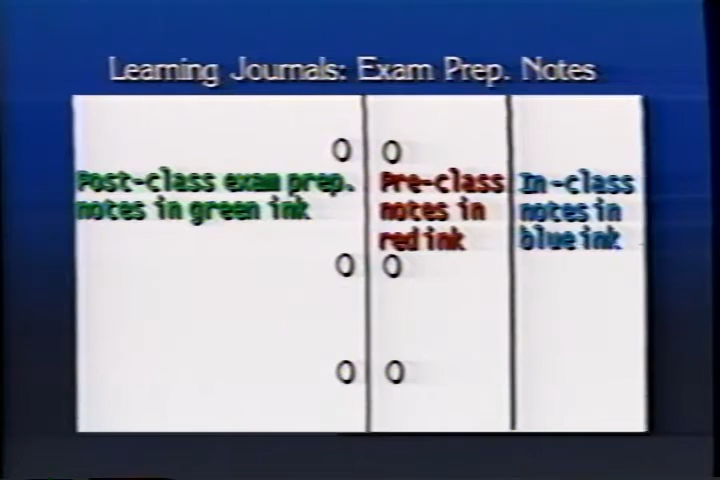 Learning Journals: Exam Prep. Notes
Post-class exam prep.
notes in green ink
Pre-class
notes in
red ink
In-class
notes in
blue ink